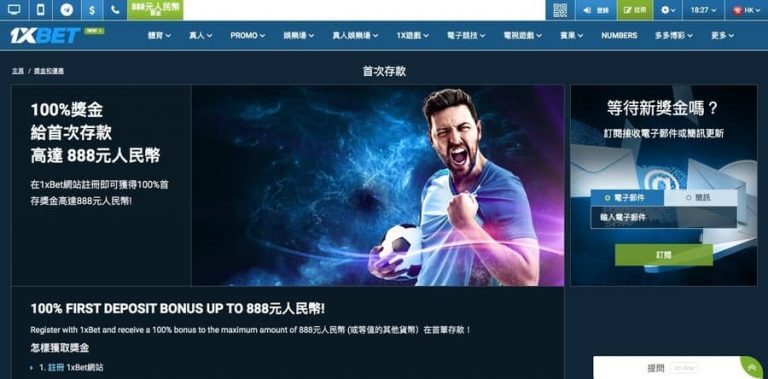 888元人民幣
獎金
登錄
註冊
18:27
HK
1XBET
NEW
體育
真人
PROMO
娛樂場
真人娛樂場
1X遊戲
電子競技
電視遊戲
賓果
NUMBERS
多多博彩
更多
主頁 / 獎金和優惠
首次存款
100%獎金
給首次存款
高達 888元人民幣
在1xBet網站註冊即可獲得100%首
存獎金高達888元人民幣!
等待新獎金嗎？
訂閱接收電子郵件或簡訊更新
電子郵件
簡訊
輸入電子郵件
訂閱
100% FIRST DEPOSIT BONUS UP TO 888元人民幣!
Register with 1xBet and receive a 100% bonus to the maximum amount of 888元人民幣 (或等值的其他貨幣) 在首筆存款！
怎樣獲取獎金
1. 註冊 1xBet網站
提問
on-line